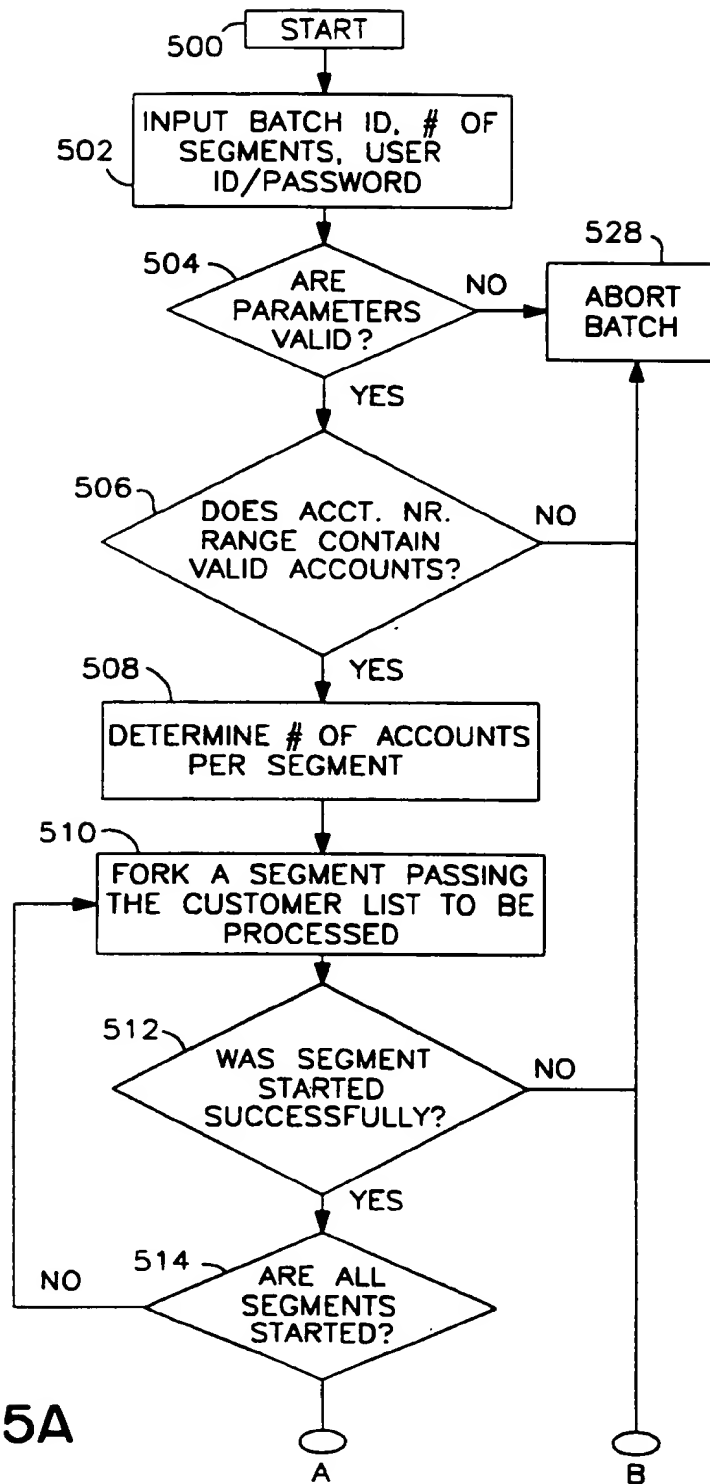 500
START
502
INPUT BATCH ID, # OF
SEGMENTS, USER
ID/PASSWORD
504
ARE
PARAMETERS
VALID?
NO
528
ABORT
BATCH
YES
506
DOES ACCT. NR.
RANGE CONTAIN
VALID ACCOUNTS?
NO
YES
508
DETERMINE # OF ACCOUNTS
PER SEGMENT
510
FORK A SEGMENT PASSING
THE CUSTOMER LIST TO BE
PROCESSED
512
WAS SEGMENT
STARTED
SUCCESSFULLY?
NO
YES
514
ARE ALL
SEGMENTS
STARTED?
NO
5A
A
B